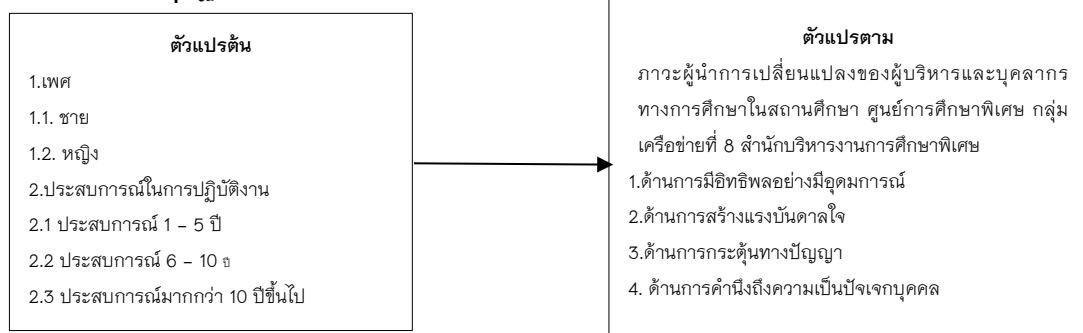 ตัวแปรต้น
1.เพศ
1.1. ชาย
1.2. หญิง
2.ประสบการณ์ในการปฏิบัติงาน
2.1 ประสบการณ์ 1 – 5 ปี
2.2 ประสบการณ์ 6 – 10 ปี
2.3 ประสบการณ์มากกว่า 10 ปีขึ้นไป
ตัวแปรตาม
ภาวะผู้นำการเปลี่ยนแปลงของผู้บริหารและบุคลากร
ทางการศึกษาในสถานศึกษา ศูนย์การศึกษาพิเศษ กลุ่ม
เครือข่ายที่ 8 สำนักบริหารงานการศึกษาพิเศษ
1.ด้านการมีอิทธิพลอย่างมีอุดมการณ์
2.ด้านการสร้างแรงบันดาลใจ
3.ด้านการกระตุ้นทางปัญญา
4. ด้านการคำนึงถึงความเป็นปัจเจกบุคคล